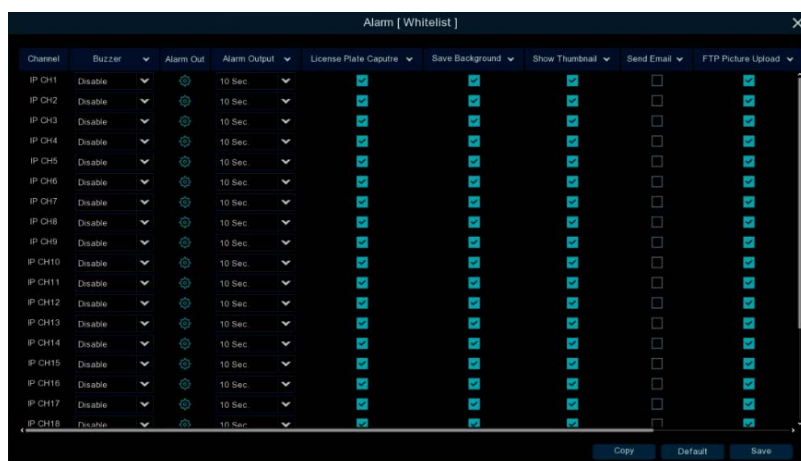 Alarm [ Whitelist ]
Channel Buzzer Alarm Out Alarm Output License Plate Caputre Save Background Show Thumbnail Send Email FTP Picture Upload
IP CH1 Disable 10 Sec.
IP CH2 Disable 10 Sec.
IP CH3 Disable 10 Sec.
IP CH4 Disable 10 Sec.
IP CH5 Disable 10 Sec.
IP CH6 Disable 10 Sec.
IP CH7 Disable 10 Sec.
IP CH8 Disable 10 Sec.
IP CH9 Disable 10 Sec.
IP CH10 Disable 10 Sec.
IP CH11 Disable 10 Sec.
IP CH12 Disable 10 Sec.
IP CH13 Disable 10 Sec.
IP CH14 Disable 10 Sec.
IP CH15 Disable 10 Sec.
IP CH16 Disable 10 Sec.
IP CH17 Disable 10 Sec.
IP CH18 Disable 10 Sec.
Copy Default Save